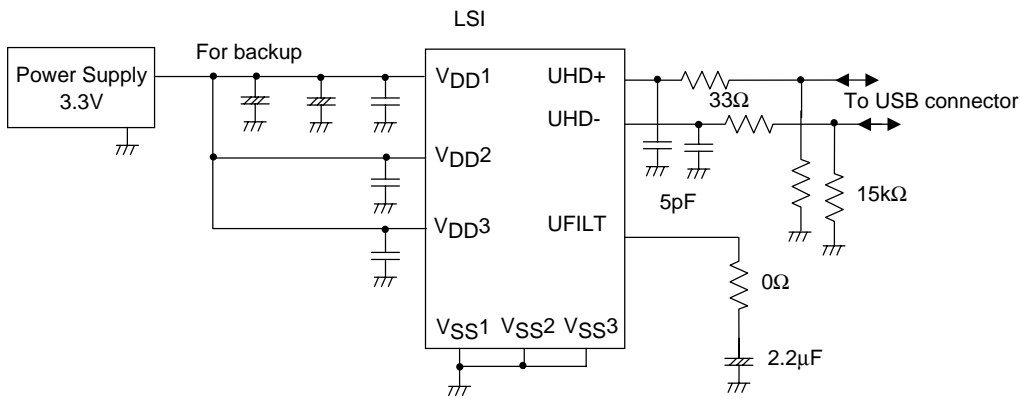 LSI
For backup
Power Supply
3.3V
VDD1
VDD2
VDD3
UHD+
UHD-
UFILT
VSS1 VSS2 VSS3
33Ω
To USB connector
5pF
15kΩ
0Ω
2.2μF